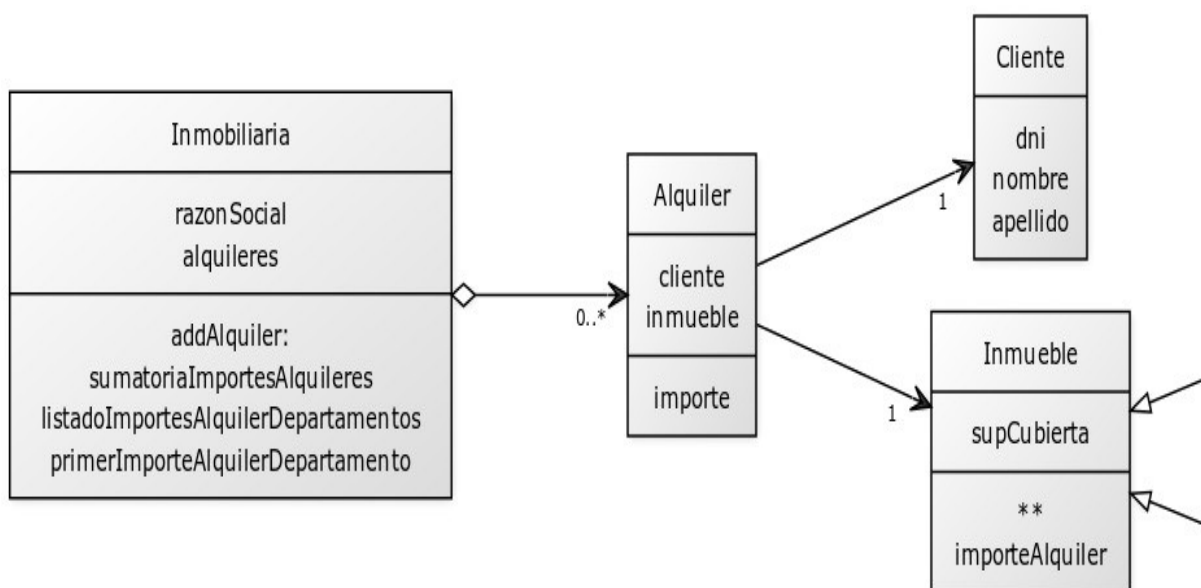 Inmobiliaria
razonSocial
alquileres
addAlquiler:
sumatoriaImportesAlquileres
listadoImportesAlquilerDepartamentos
primerImporteAlquilerDepartamento
0..*
Alquiler
cliente
inmueble
importe
1
1
Cliente
dni
nombre
apellido
Inmueble
supCubierta
**
importeAlquiler